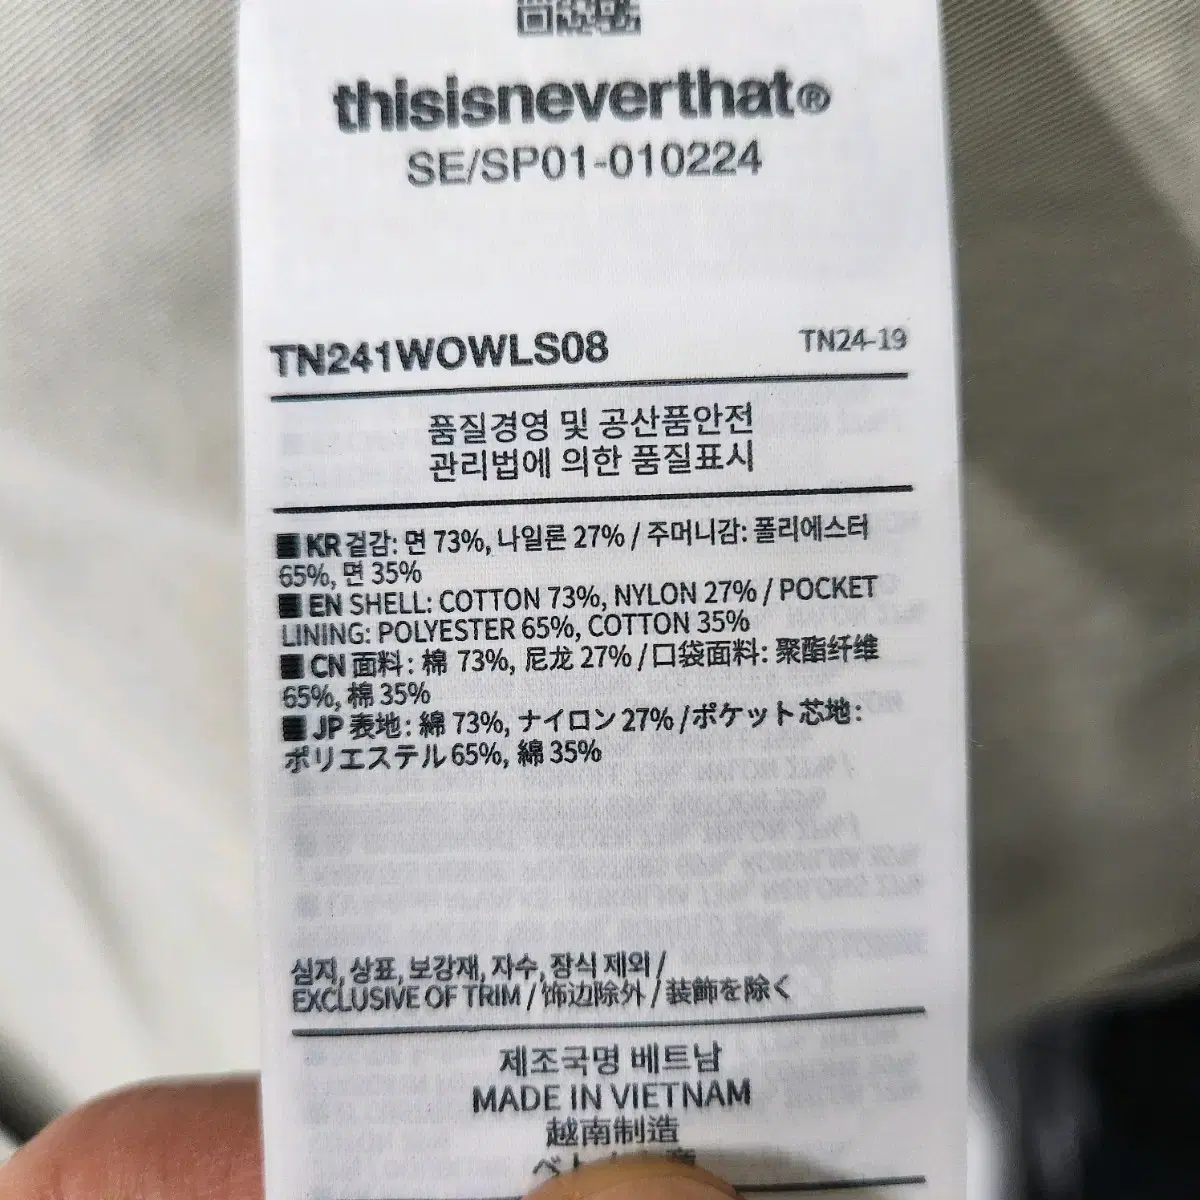 thisisneverthat®
SE/SP01-010224
TN241WOWLS08 TN24-19
품질경영 및 공산품안전
관리법에 의한 품질표시
KR 겉감: 면 73%, 나일론 27% / 주머니감: 폴리에스터
65%, 면 35%
EN SHELL: COTTON 73%, NYLON 27% / POCKET
LINING: POLYESTER 65%, COTTON 35%
CN 面料: 棉 73%, 尼龙 27% / 口袋面料: 聚酯纤维
65%, 棉 35%
JP 表地: 綿 73%, ナイロン 27% / ポケット芯地:
ポリエステル 65%, 綿 35%
심지, 상표, 보강재, 자수, 장식 제외 /
EXCLUSIVE OF TRIM / 饰边除外 / 装飾を除く
제조국명 베트남
MADE IN VIETNAM
越南制造